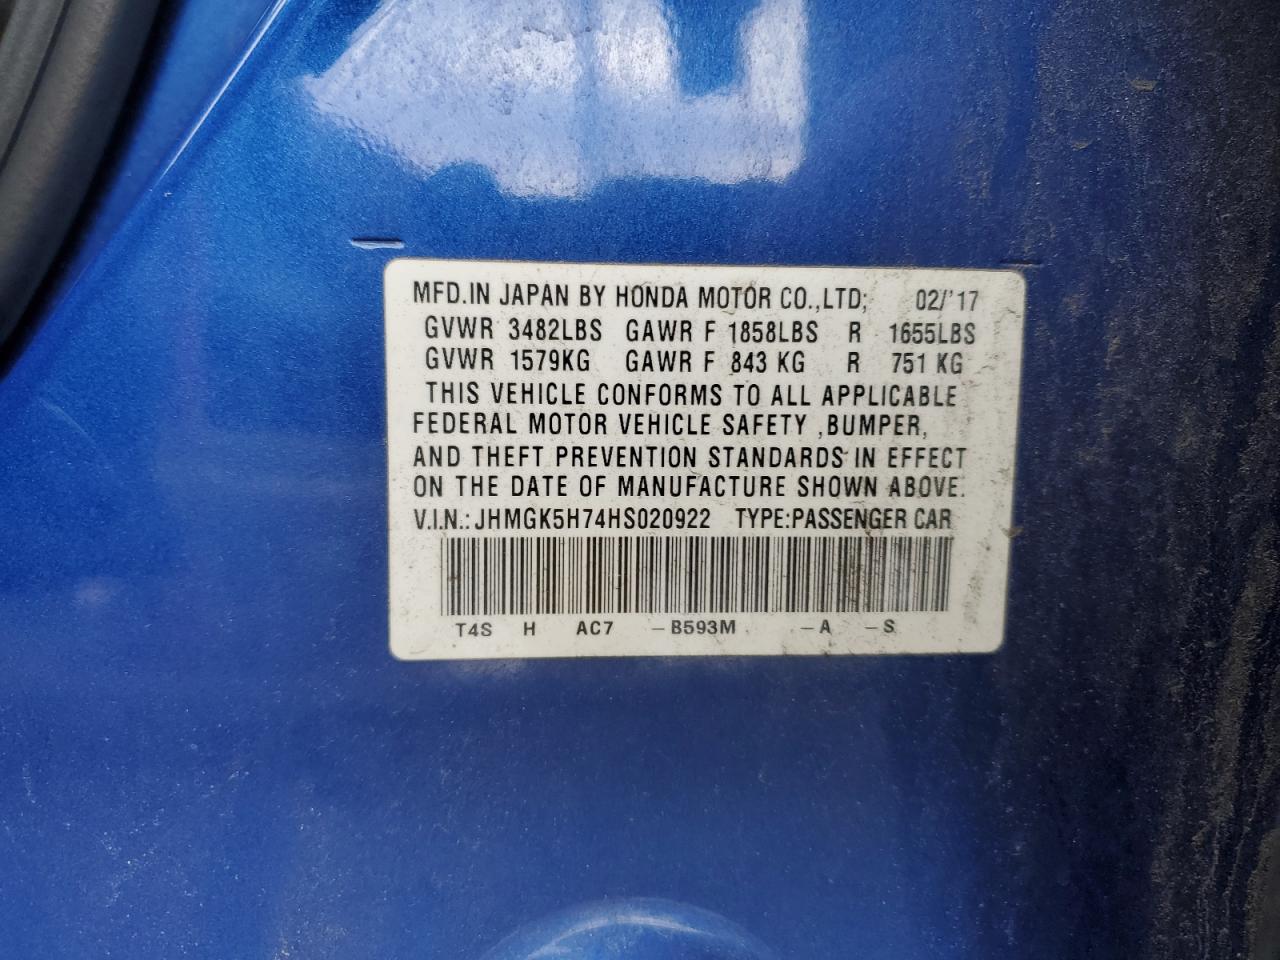 MFD.IN JAPAN BY HONDA MOTOR CO.,LTD; 02/'17
GVWR 3482LBS GAWR F 1858LBS R 1655LBS
GVWR 1579KG GAWR F 843 KG R 751 KG
THIS VEHICLE CONFORMS TO ALL APPLICABLE
FEDERAL MOTOR VEHICLE SAFETY ,BUMPER,
AND THEFT PREVENTION STANDARDS IN EFFECT
ON THE DATE OF MANUFACTURE SHOWN ABOVE.
V.I.N.: JHMGK5H74HS020922 TYPE:PASSENGER CAR
T4S H AC7 –B593M –A –S